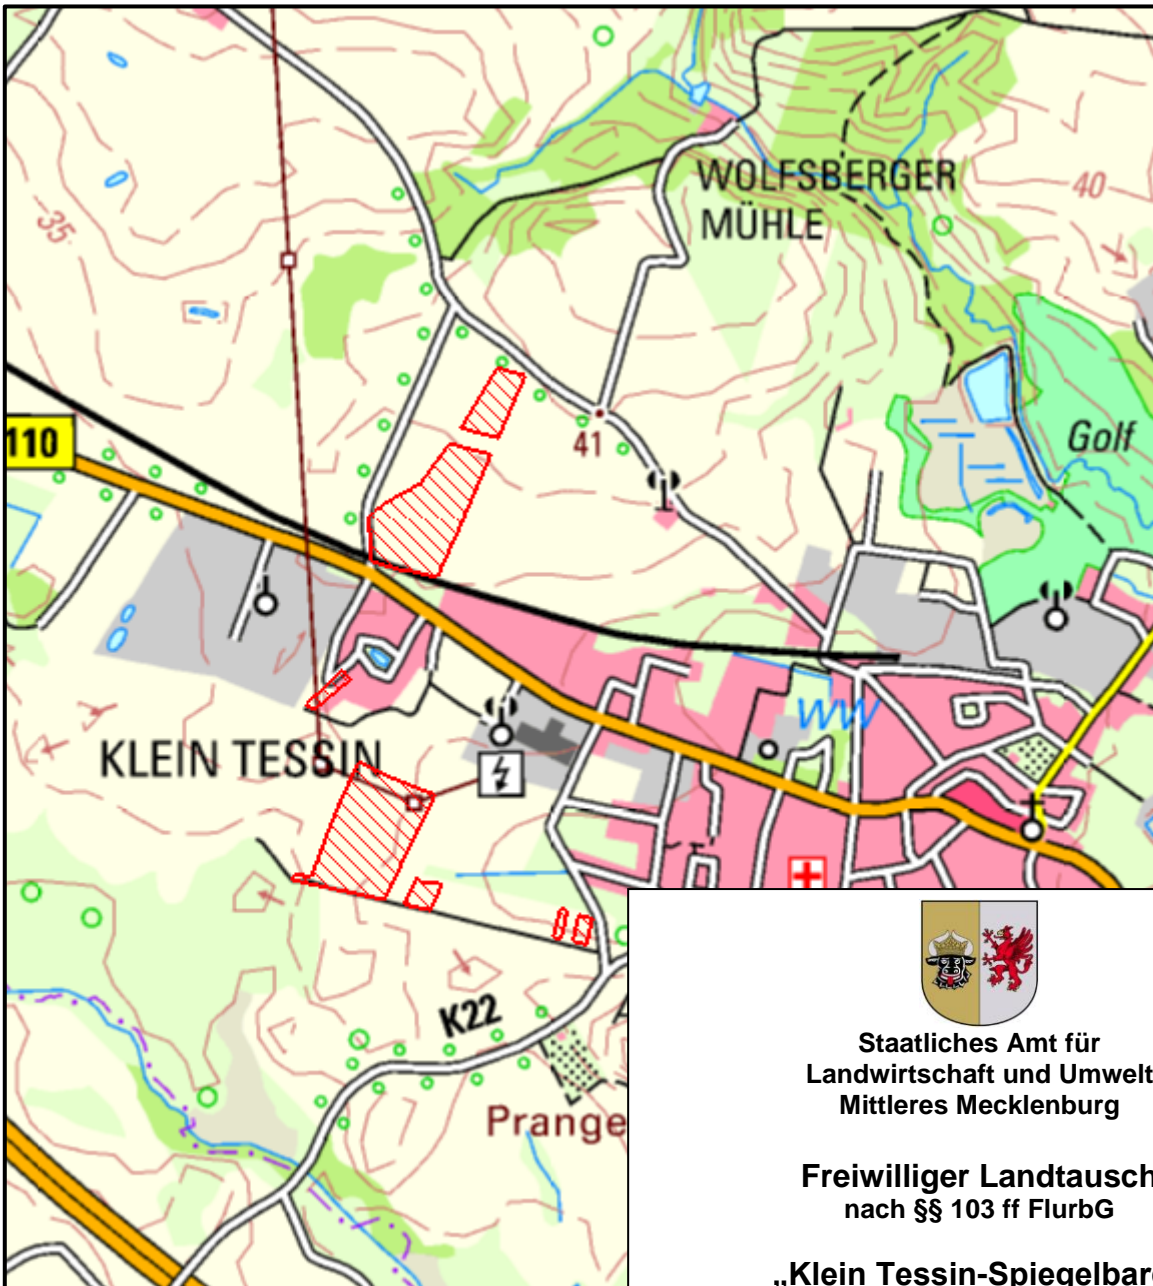 WOLFSBERGER
MÜHLE
40
35
110
41
Golf
WW
KLEIN TESSIN
K22
Prange
Staatliches Amt für
Landwirtschaft und Umwelt
Mittleres Mecklenburg
Freiwilliger Landtausch
nach §§ 103 ff FlurbG
„Klein Tessin-Spiegelbar